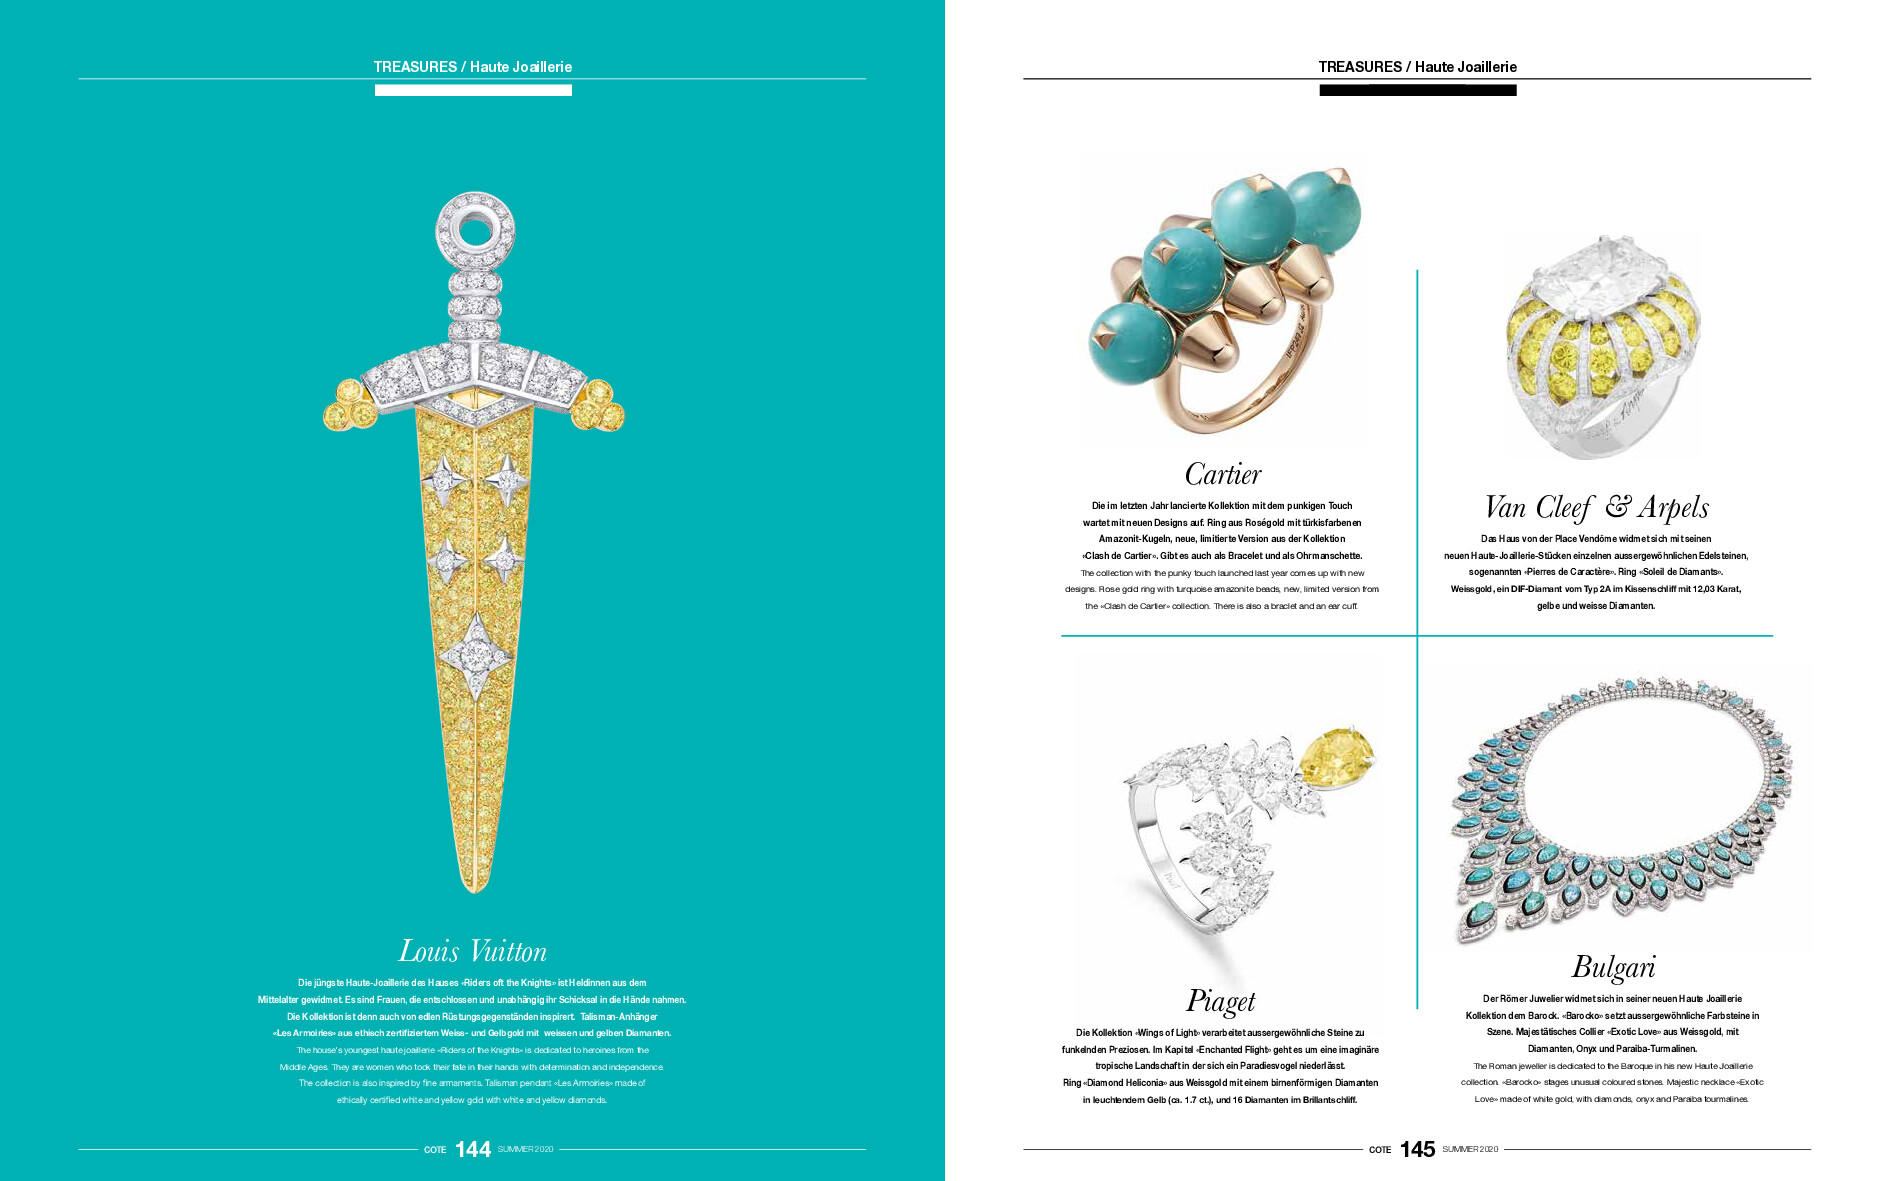 TREASURES / Haute Joaillerie
Louis Vuitton
Die jüngste Haute-Joaillerie des Hauses «Riders oft the Knights» ist Heldinnen aus dem
Mittelalter gewidmet. Es sind Frauen, die entschlossen und unabhängig ihr Schicksal in die Hände nahmen.
Die Kollektion ist denn auch von edlen Rüstungsgegenständen inspirert. Talisman-Anhänger
«Les Armoiries» aus ethisch zertifiziertem Weiss- und Gelbgold mit weissen und gelben Diamanten.
The house's youngest haute joaillerie «Riders of the Knights» is dedicated to heroines from the
Middle Ages. They are women who took their fate in their hands with determination and independence.
The collection is also inspired by fine armaments. Talisman pendant «Les Armoiries» made of
ethically certified white and yellow gold with white and yellow diamonds.
COTE 144 SUMMER 2020
TREASURES / Haute Joaillerie
Cartier
Die im letzten Jahr lancierte Kollektion mit dem punkigen Touch
wartet mit neuen Designs auf. Ring aus Roségold mit türkisfarbenen
Amazonit-Kugeln, neue, limitierte Version aus der Kollektion
«Clash de Cartier». Gibt es auch als Bracelet und als Ohrmanschette.
The collection with the punky touch launched last year comes up with new
designs. Rose gold ring with turquoise amazonite beads, new, limited version from
the «Clash de Cartier» collection. There is also a braclet and an ear cuff.
Van Cleef & Arpels
Das Haus von der Place Vendôme widmet sich mit seinen
neuen Haute-Joaillerie-Stücken einzelnen aussergewöhnlichen Edelsteinen,
sogenannten «Pierres de Caractère». Ring «Soleil de Diamants».
Weissgold, ein DIF-Diamant vom Typ 2A im Kissenschliff mit 12,03 Karat,
gelbe und weisse Diamanten.
Piaget
Die Kollektion «Wings of Light» verarbeitet aussergewöhnliche Steine zu
funkelnden Preziosen. Im Kapitel «Enchanted Flight» geht es um eine imaginäre
tropische Landschaft in der sich ein Paradiesvogel niederlässt.
Ring «Diamond Heliconia» aus Weissgold mit einem birnenförmigen Diamanten
in leuchtendem Gelb (ca. 1.7 ct.), und 16 Diamanten im Brillantschliff.
Bulgari
Der Römer Juwelier widmet sich in seiner neuen Haute Joaillerie
Kollektion dem Barock. «Barocko» setzt aussergewöhnliche Farbsteine in
Szene. Majestätisches Collier «Exotic Love» aus Weissgold, mit
Diamanten, Onyx und Paraiba-Turmalinen.
The Roman jeweller is dedicated to the Baroque in his new Haute Joaillerie
collection. «Barocko» stages unusual coloured stones. Majestic necklace «Exotic
Love» made of white gold, with diamonds, onyx and Paraiba tourmalines.
COTE 145 SUMMER 2020